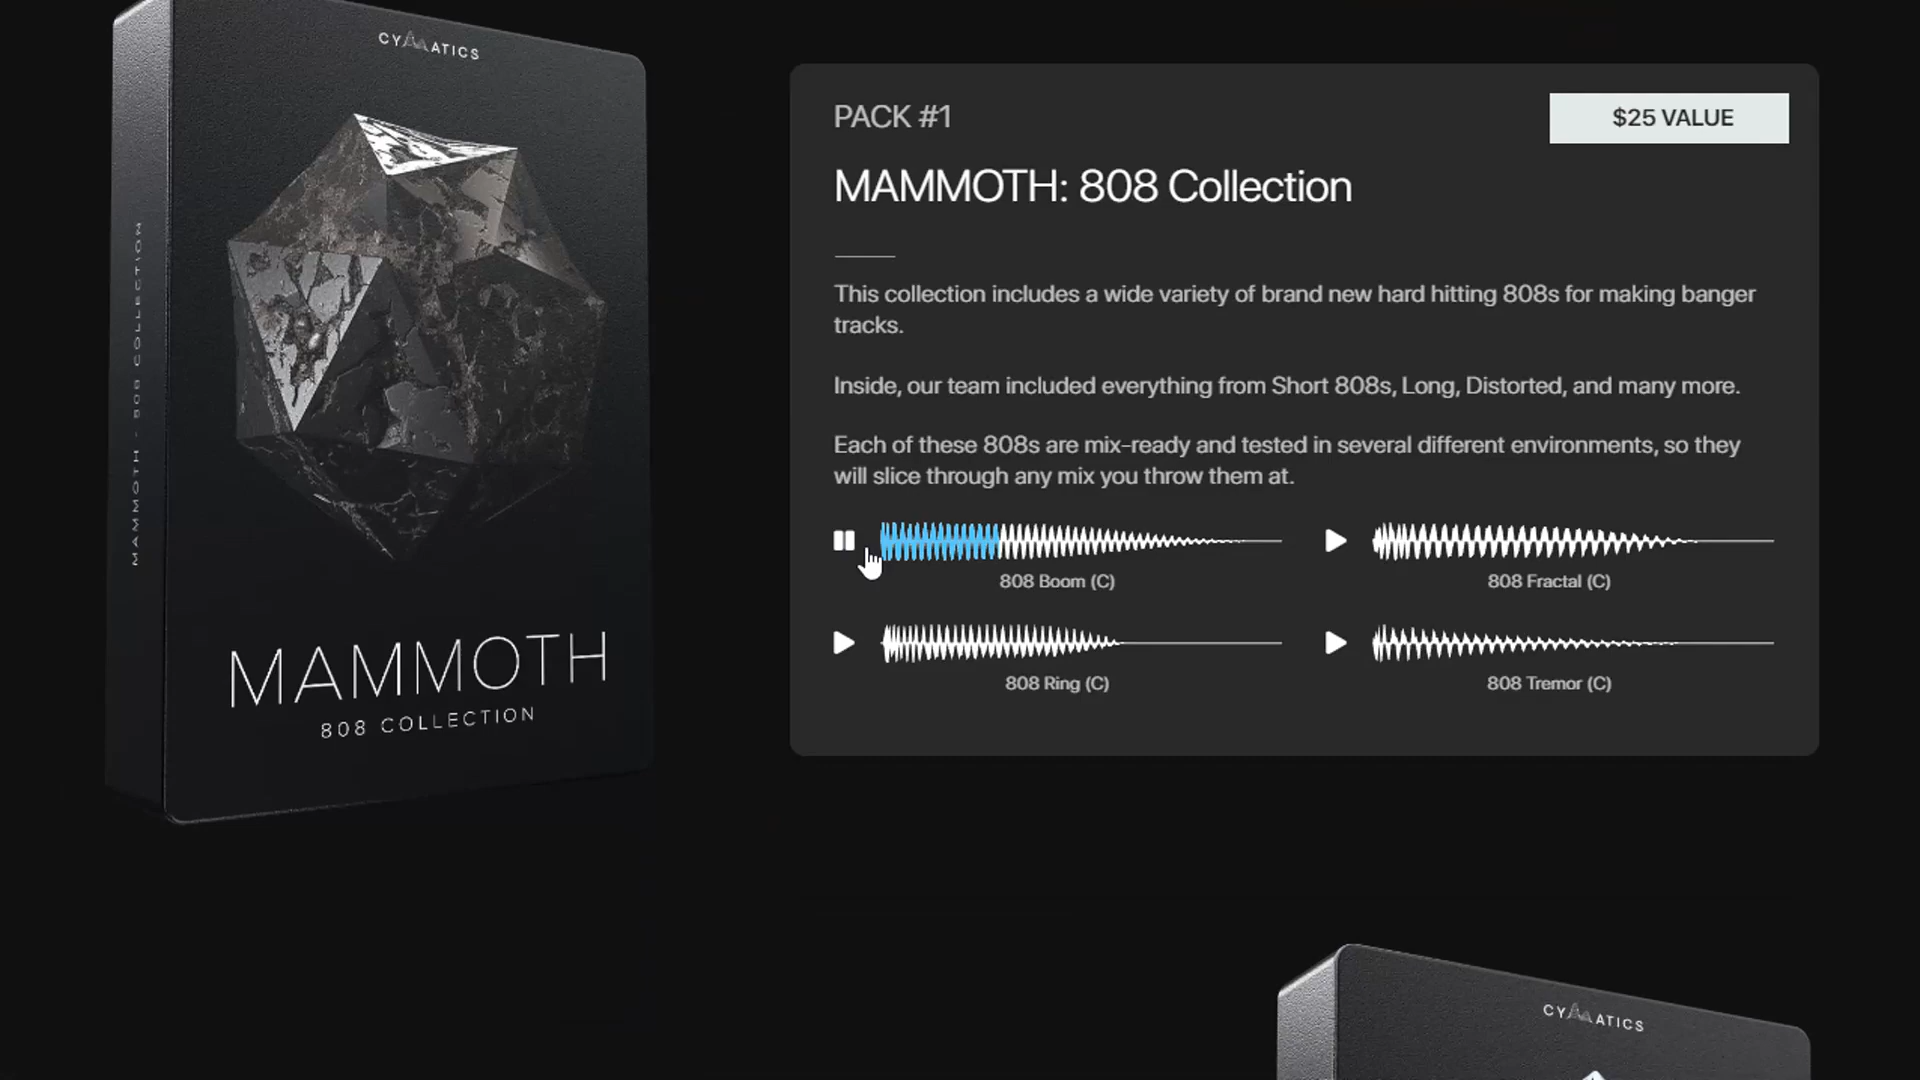 CYMATICS
MAMMOTH - 808 COLLECTION
MAMMOTH
808 COLLECTION
PACK #1
$25 VALUE
MAMMOTH: 808 Collection
This collection includes a wide variety of brand new hard hitting 808s for making banger
tracks.
Inside, our team included everything from Short 808s, Long, Distorted, and many more.
Each of these 808s are mix-ready and tested in several different environments, so they
will slice through any mix you throw them at.
808 Boom (C)
808 Fractal (C)
808 Ring (C)
808 Tremor (C)
CYMATICS